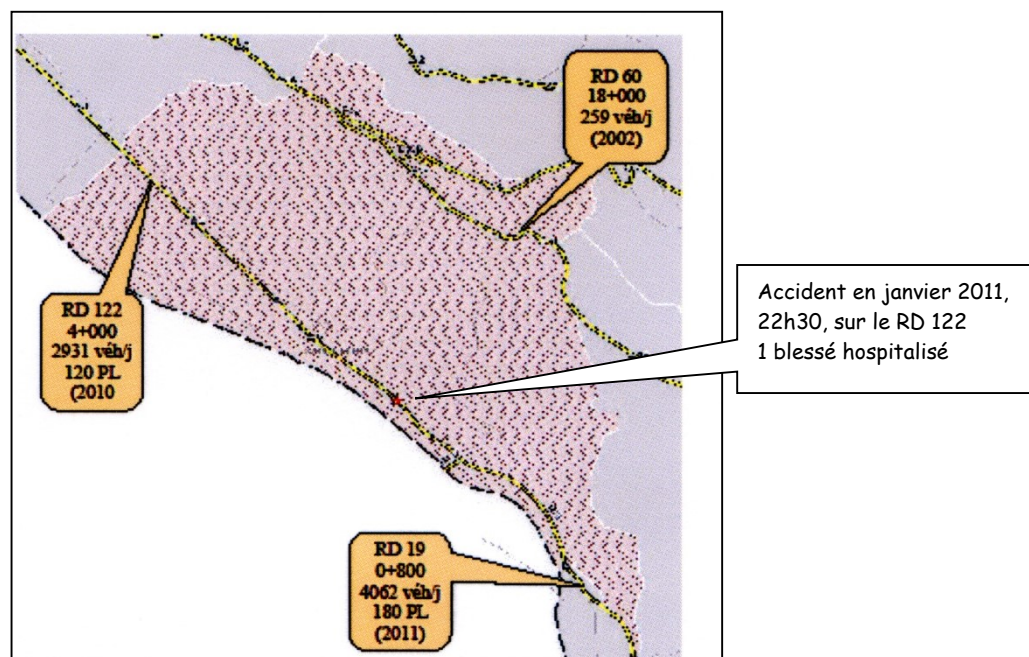 RD 60
18+000
259 véh/j
(2002)
RD 122
4+000
2931 véh/j
120 PL
(2010
Accident en janvier 2011,
22h30, sur le RD 122
1 blessé hospitalisé
RD 19
0+800
4062 véh/j
180 PL
(2011)